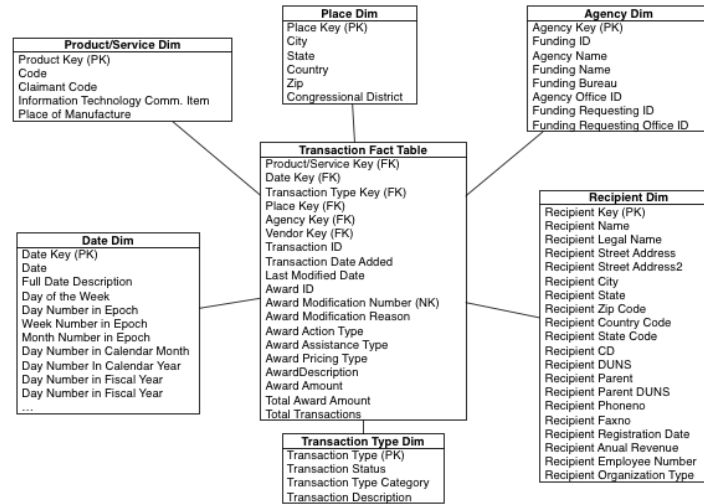 Product/Service Dim
Product Key (PK)
Code
Claimant Code
Information Technology Comm. Item
Place of Manufacture
Place Dim
Place Key (PK)
City
State
Country
Zip
Congressional District
Agency Dim
Agency Key (PK)
Funding ID
Agency Name
Funding Name
Funding Bureau
Agency Office ID
Funding Requesting ID
Funding Requesting Office ID
Transaction Fact Table
Product/Service Key (FK)
Date Key (FK)
Transaction Type Key (FK)
Place Key (FK)
Agency Key (FK)
Vendor Key (FK)
Transaction ID
Transaction Date Added
Last Modified Date
Award ID
Award Modification Number (NK)
Award Modification Reason
Award Action Type
Award Assistance Type
Award Pricing Type
AwardDescription
Award Amount
Total Award Amount
Total Transactions
Date Dim
Date Key (PK)
Date
Full Date Description
Day of the Week
Day Number in Epoch
Week Number in Epoch
Month Number in Epoch
Day Number in Calendar Month
Day Number In Calendar Year
Day Number in Fiscal Year
Day Number in Fiscal Year
...
Recipient Dim
Recipient Key (PK)
Recipient Name
Recipient Legal Name
Recipient Street Address
Recipient Street Address2
Recipient City
Recipient State
Recipient Zip Code
Recipient Country Code
Recipient State Code
Recipient CD
Recipient DUNS
Recipient Parent
Recipient Parent DUNS
Recipient Phoneno
Recipient Faxno
Recipient Registration Date
Recipient Anual Revenue
Recipient Employee Number
Recipient Organization Type
Transaction Type Dim
Transaction Type (PK)
Transaction Status
Transaction Type Category
Transaction Description